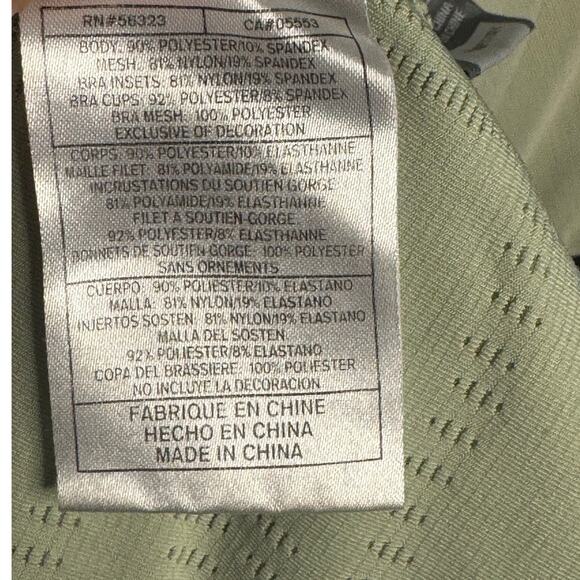 RN#56323 CA#05553
BODY: 90% POLYESTER/10% SPANDEX
MESH: 81% NYLON/19% SPANDEX
BRA INSETS: 81% NYLON/19% SPANDEX
BRA CUPS: 92% POLYESTER/8% SPANDEX
BRA MESH: 100% POLYESTER
EXCLUSIVE OF DECORATION
CORPS: 90% POLYESTER/10% ELASTHANNE
MAILLE FILET: 81% POLYAMIDE/19% ELASTHANNE
INCRUSTATIONS DU SOUTIEN GORGE:
81% POLYAMIDE/19% ELASTHANNE
FILET À SOUTIEN-GORGE:
92% POLYESTER/8% ELASTHANNE
BONNETS DE SOUTIEN-GORGE: 100% POLYESTER
SANS ORNEMENTS
CUERPO: 90% POLIESTER/10% ELASTANO
MALLA: 81% NYLON/19% ELASTANO
INJERTOS SOSTEN: 81% NYLON/19% ELASTANO
MALLA DEL SOSTEN:
92% POLIESTER/8% ELASTANO
COPA DEL BRASSIERE: 100% POLIESTER
NO INCLUYE LA DECORACION
FABRIQUE EN CHINE
HECHO EN CHINA
MADE IN CHINA